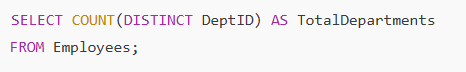 SELECT COUNT(DISTINCT DeptID) AS TotalDepartments
FROM Employees;